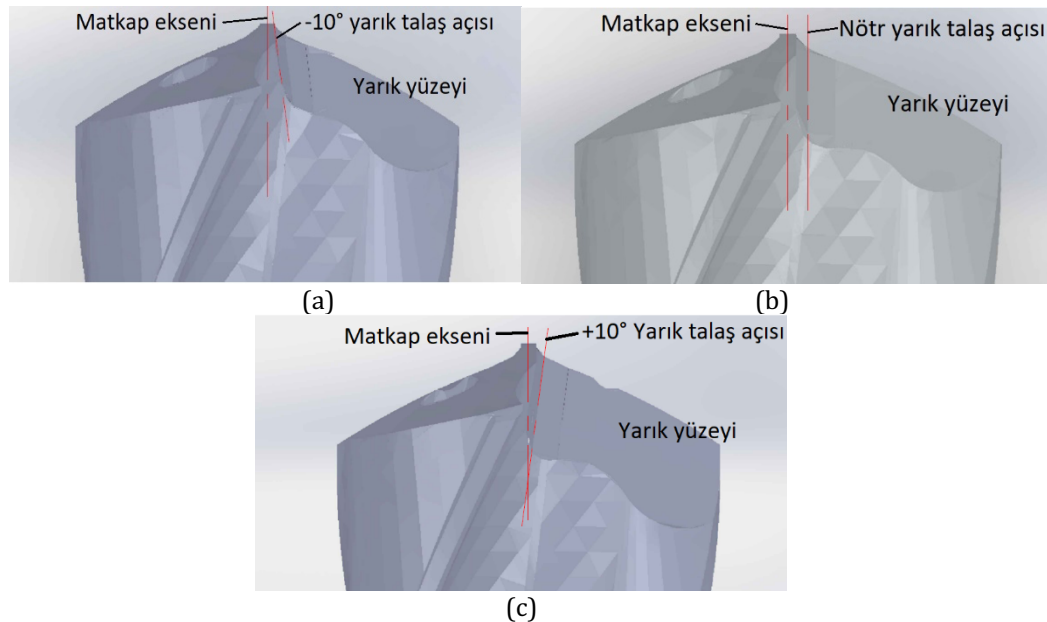 Matkap ekseni
-10° yarık talaş açısı
Yarık yüzeyi
(a)
Matkap ekseni
Nötr yarık talaş açısı
Yarık yüzeyi
(b)
Matkap ekseni
+10° Yarık talaş açısı
Yarık yüzeyi
(c)